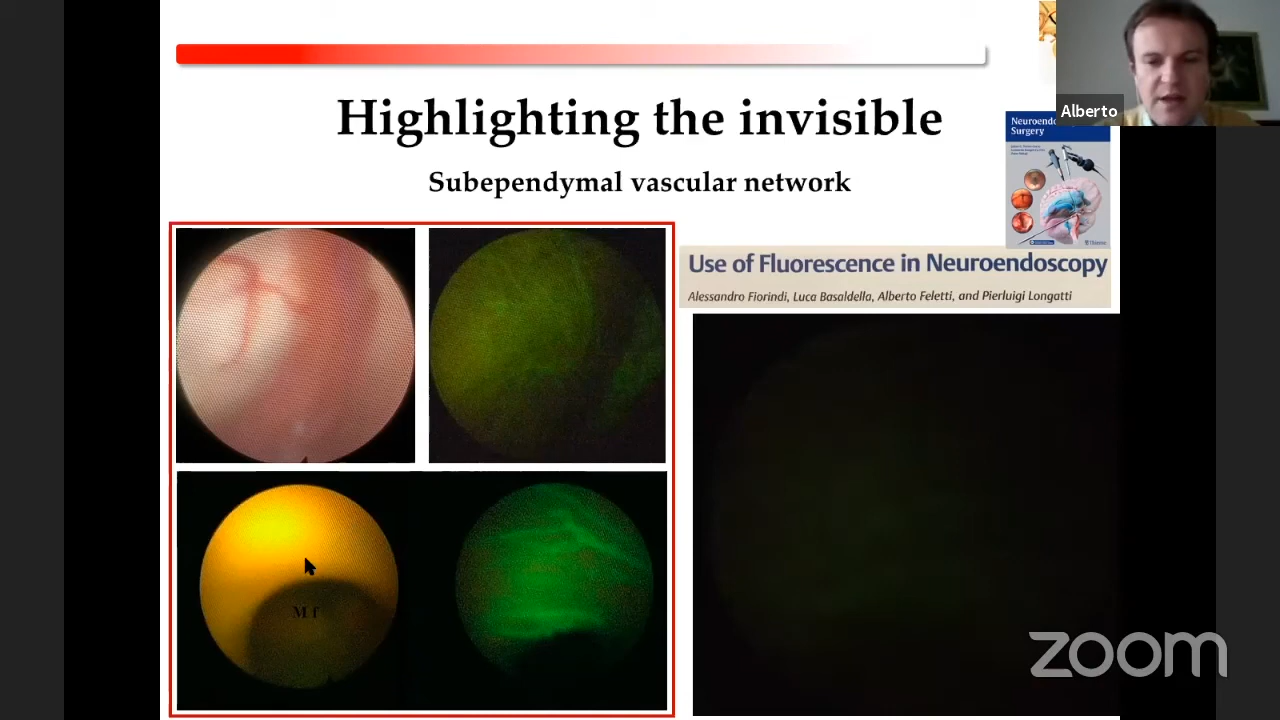 Highlighting the invisible
Subependymal vascular network
Alberto
Neuroendo
Surgery
Use of Fluorescence in Neuroendoscopy
Alessandro Fiorindi, Luca Basaldella, Alberto Feletti, and Pierluigi Longatti
M f
zoom